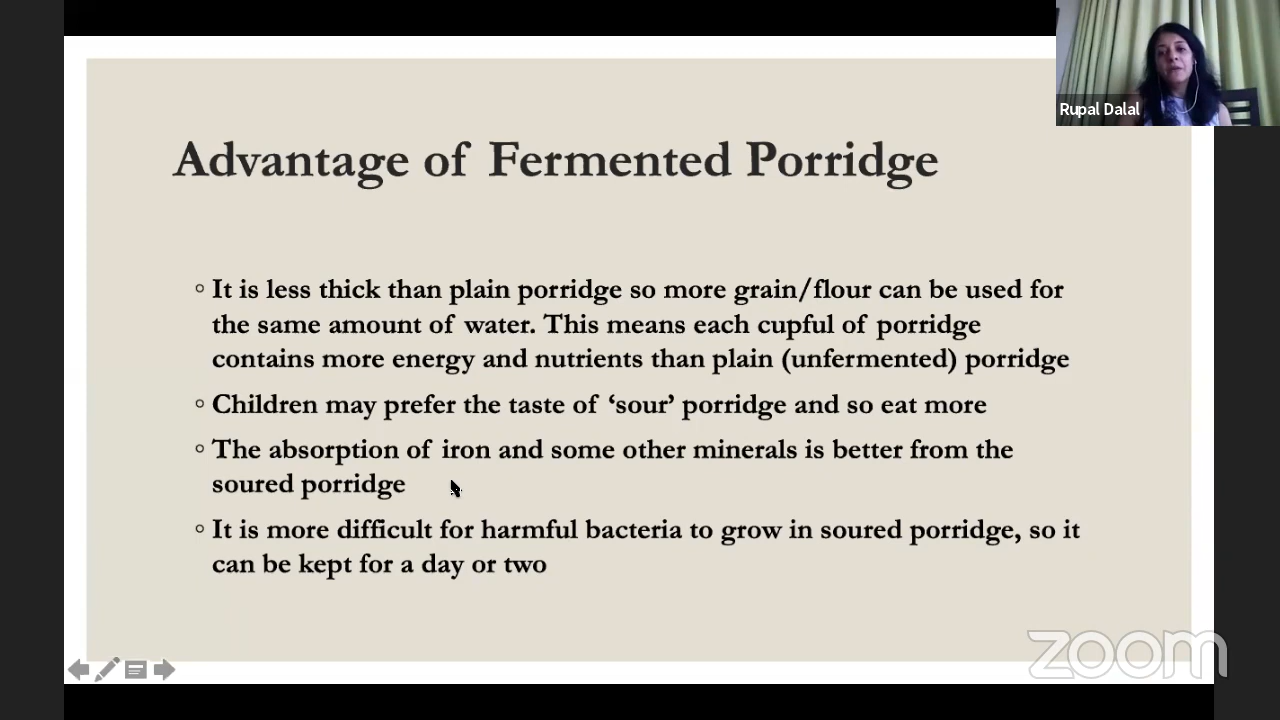 Rupal Dalal
Advantage of Fermented Porridge
It is less thick than plain porridge so more grain/flour can be used for
the same amount of water. This means each cupful of porridge
contains more energy and nutrients than plain (unfermented) porridge
Children may prefer the taste of ‘sour’ porridge and so eat more
The absorption of iron and some other minerals is better from the
soured porridge
It is more difficult for harmful bacteria to grow in soured porridge, so it
can be kept for a day or two
zoom